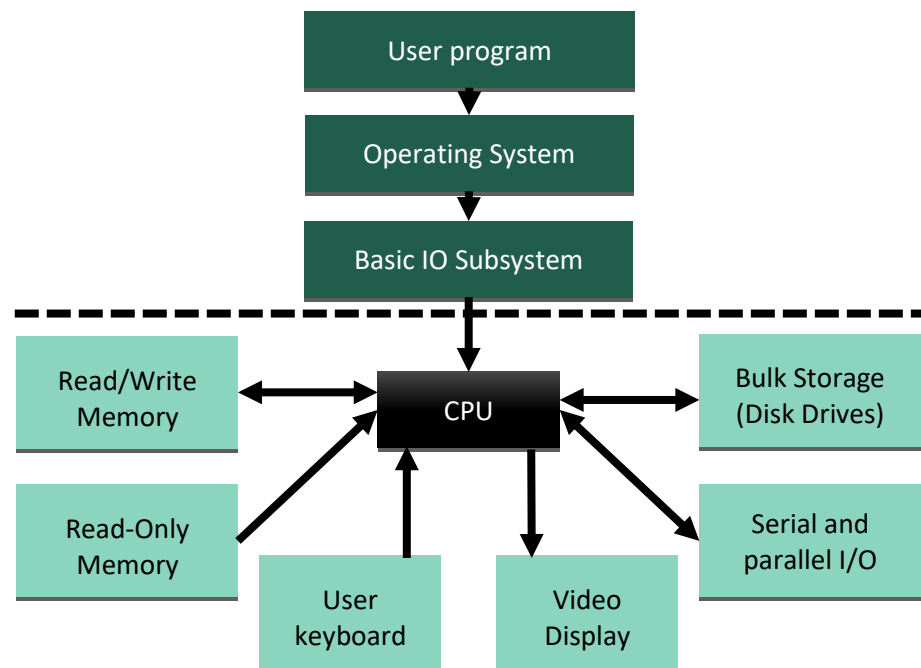 User program
Operating System
Basic IO Subsystem
Read/Write
Memory
CPU
Bulk Storage
(Disk Drives)
Read-Only
Memory
User
keyboard
Video
Display
Serial and
parallel I/O